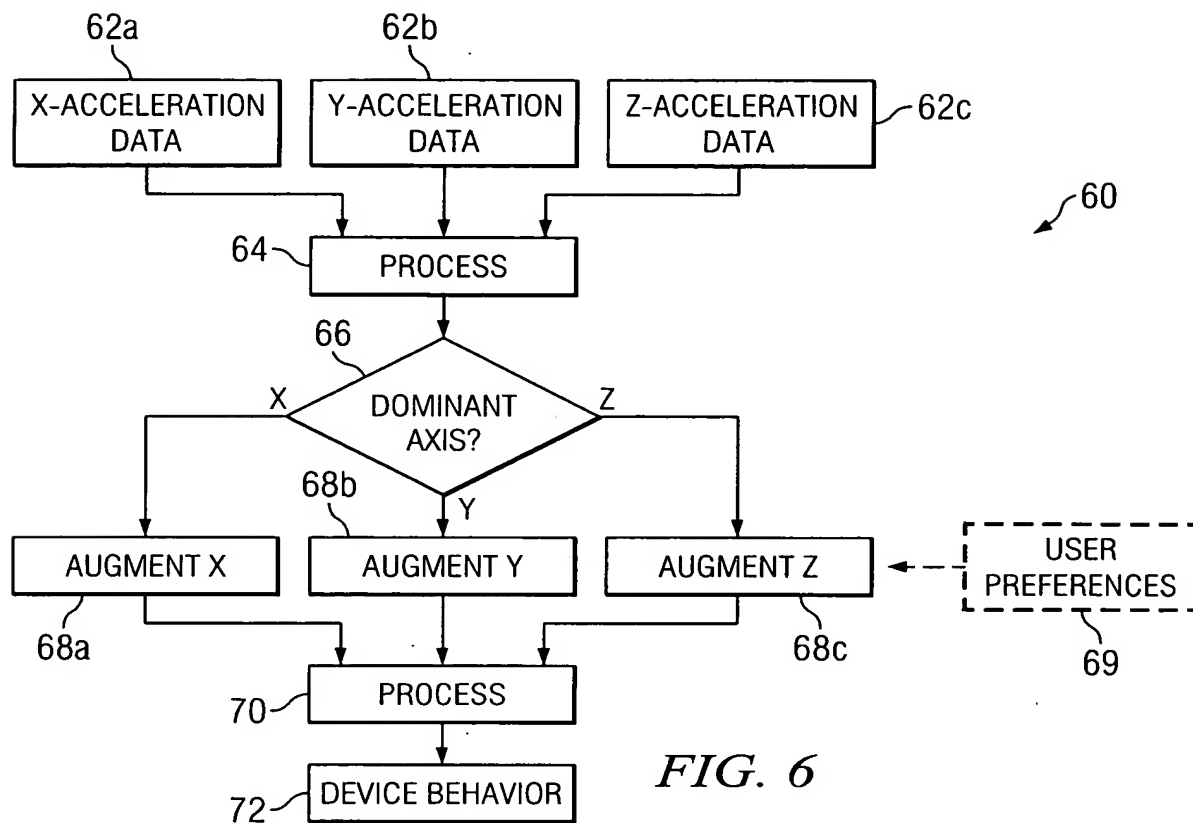 62a
62b
X-ACCELERATION
DATA
Y-ACCELERATION
DATA
Z-ACCELERATION
DATA
62c
60
64
PROCESS
66
X
DOMINANT
AXIS?
Z
Y
68b
AUGMENT X
AUGMENT Y
AUGMENT Z
USER
PREFERENCES
68a
68c
69
70
PROCESS
72
DEVICE BEHAVIOR
FIG. 6